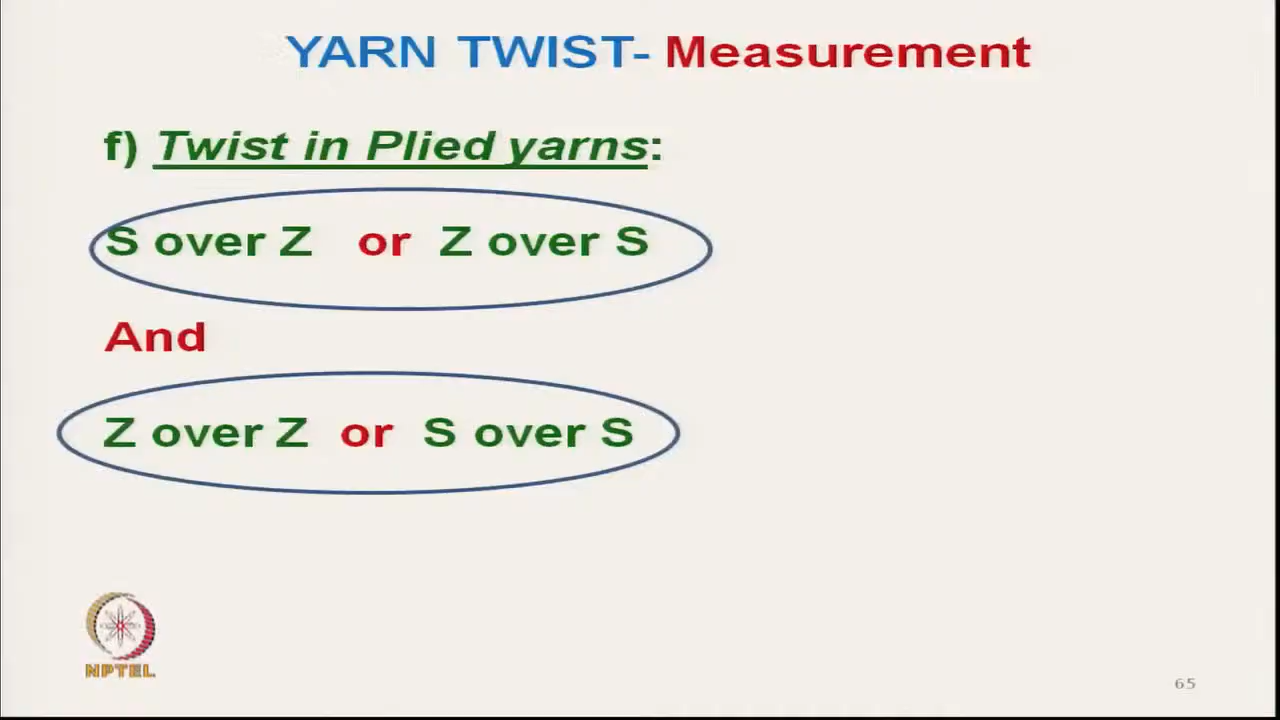 YARN TWIST- Measurement
f) Twist in Plied yarns:
S over Z or Z over S
And
Z over Z or S over S
NPTEL
65